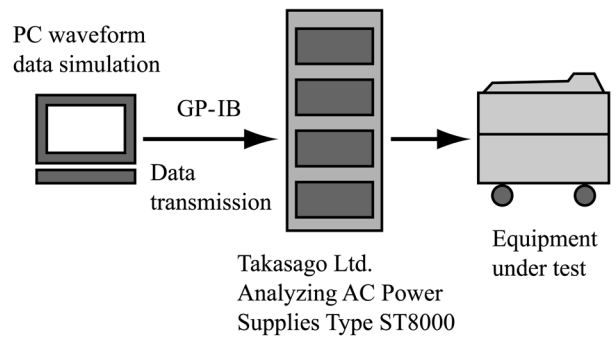 PC waveform
data simulation
GP-IB
Data
transmission
Takasago Ltd.
Analyzing AC Power
Supplies Type ST8000
Equipment
under test